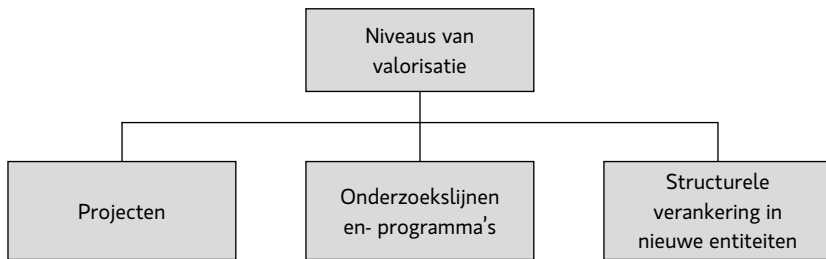 Niveaus van
valorisatie
Projecten
Onderzoekslijnen
en- programma's
Structurele
verankering in
nieuwe entiteiten